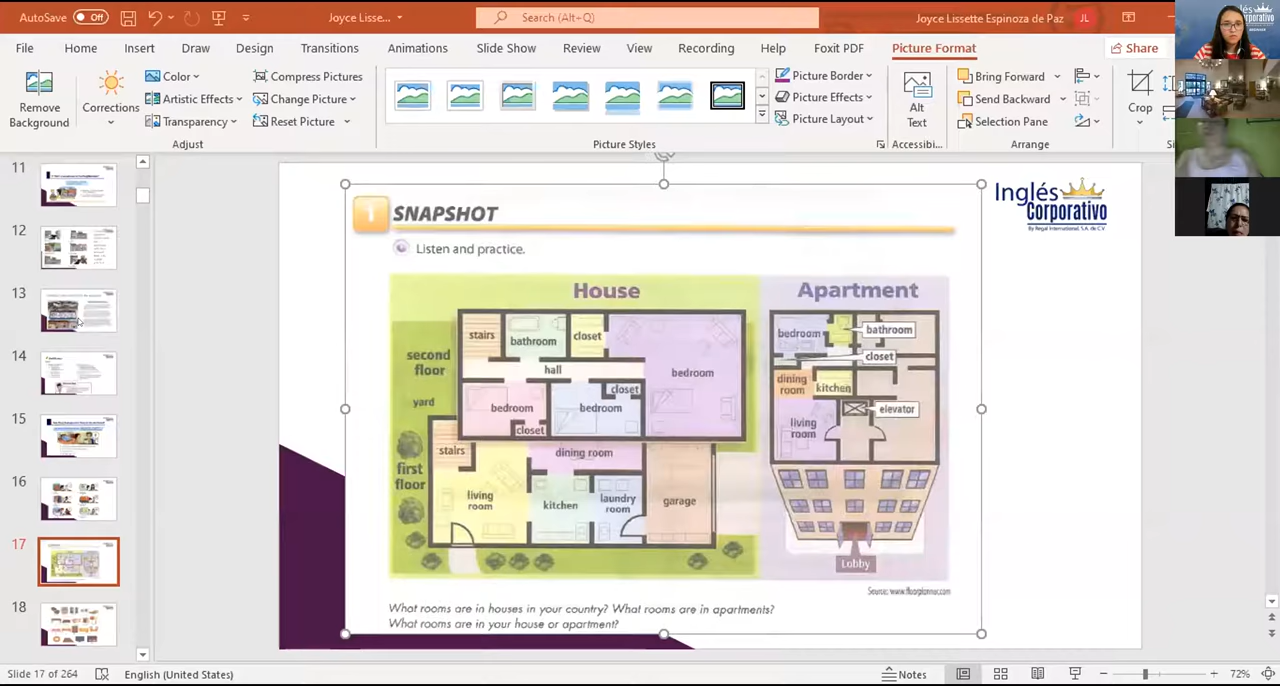 AutoSave Off Joyce Lisse... Search (Alt+Q) Joyce Lissette Espinoza de Paz JL
File Home Insert Draw Design Transitions Animations Slide Show Review View Recording Help Foxit PDF Picture Format Share
Remove Background
Corrections
Color
Artistic Effects
Transparency
Compress Pictures
Change Picture
Reset Picture
Adjust
Picture Styles
Picture Border
Picture Effects
Picture Layout
Alt Text
Accessibi...
Bring Forward
Send Backward
Selection Pane
Arrange
Crop
Inglés
Corporativo
11
12
13
14
15
16
17
18
1 SNAPSHOT
Listen and practice.
Inglés
Corporativo
By Regal International, S.A. de C.V.
House
second floor
yard
first floor
stairs
bathroom
closet
hall
bedroom
bedroom
closet
bedroom
closet
stairs
dining room
living room
kitchen
laundry room
garage
Apartment
bedroom
bathroom
closet
dining room
kitchen
elevator
living room
Lobby
Source: www.floorplanner.com
What rooms are in houses in your country? What rooms are in apartments?
What rooms are in your house or apartment?
Slide 17 of 264 English (United States) Notes 72%